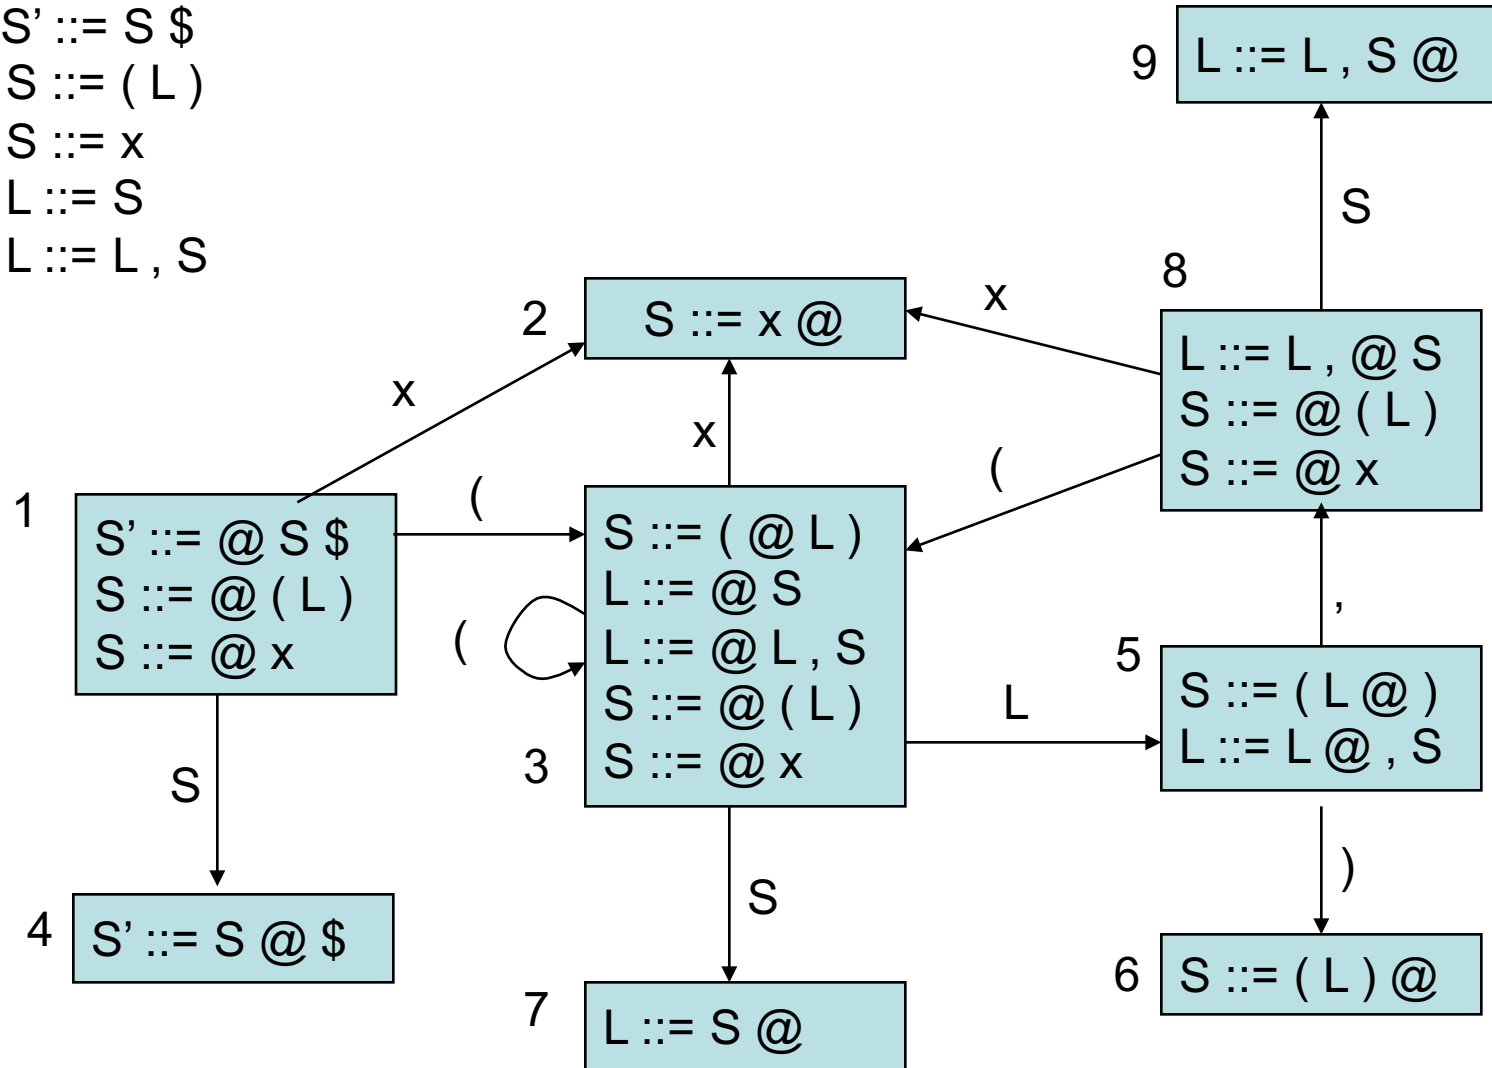 S’ ::= S $
S ::= ( L )
S ::= x
L ::= S
L ::= L , S
9
L ::= L , S @
S
8
L ::= L , @ S
S ::= @ ( L )
S ::= @ x
x
(
2
S ::= x @
x
x
(
1
S’ ::= @ S $
S ::= @ ( L )
S ::= @ x
(
3
S ::= ( @ L )
L ::= @ S
L ::= @ L , S
S ::= @ ( L )
S ::= @ x
L
,
5
S ::= ( L @ )
L ::= L @ , S
S
S
)
4
S’ ::= S @ $
7
L ::= S @
6
S ::= ( L ) @